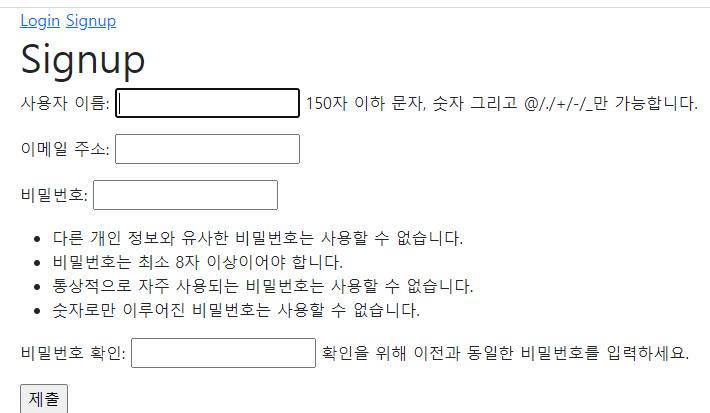 Login Signup
Signup
사용자 이름: 150자 이하 문자, 숫자 그리고 @/./+/-/_만 가능합니다.
이메일 주소:
비밀번호:
• 다른 개인 정보와 유사한 비밀번호는 사용할 수 없습니다.
• 비밀번호는 최소 8자 이상이어야 합니다.
• 통상적으로 자주 사용되는 비밀번호는 사용할 수 없습니다.
• 숫자로만 이루어진 비밀번호는 사용할 수 없습니다.
비밀번호 확인: 확인을 위해 이전과 동일한 비밀번호를 입력하세요.
제출